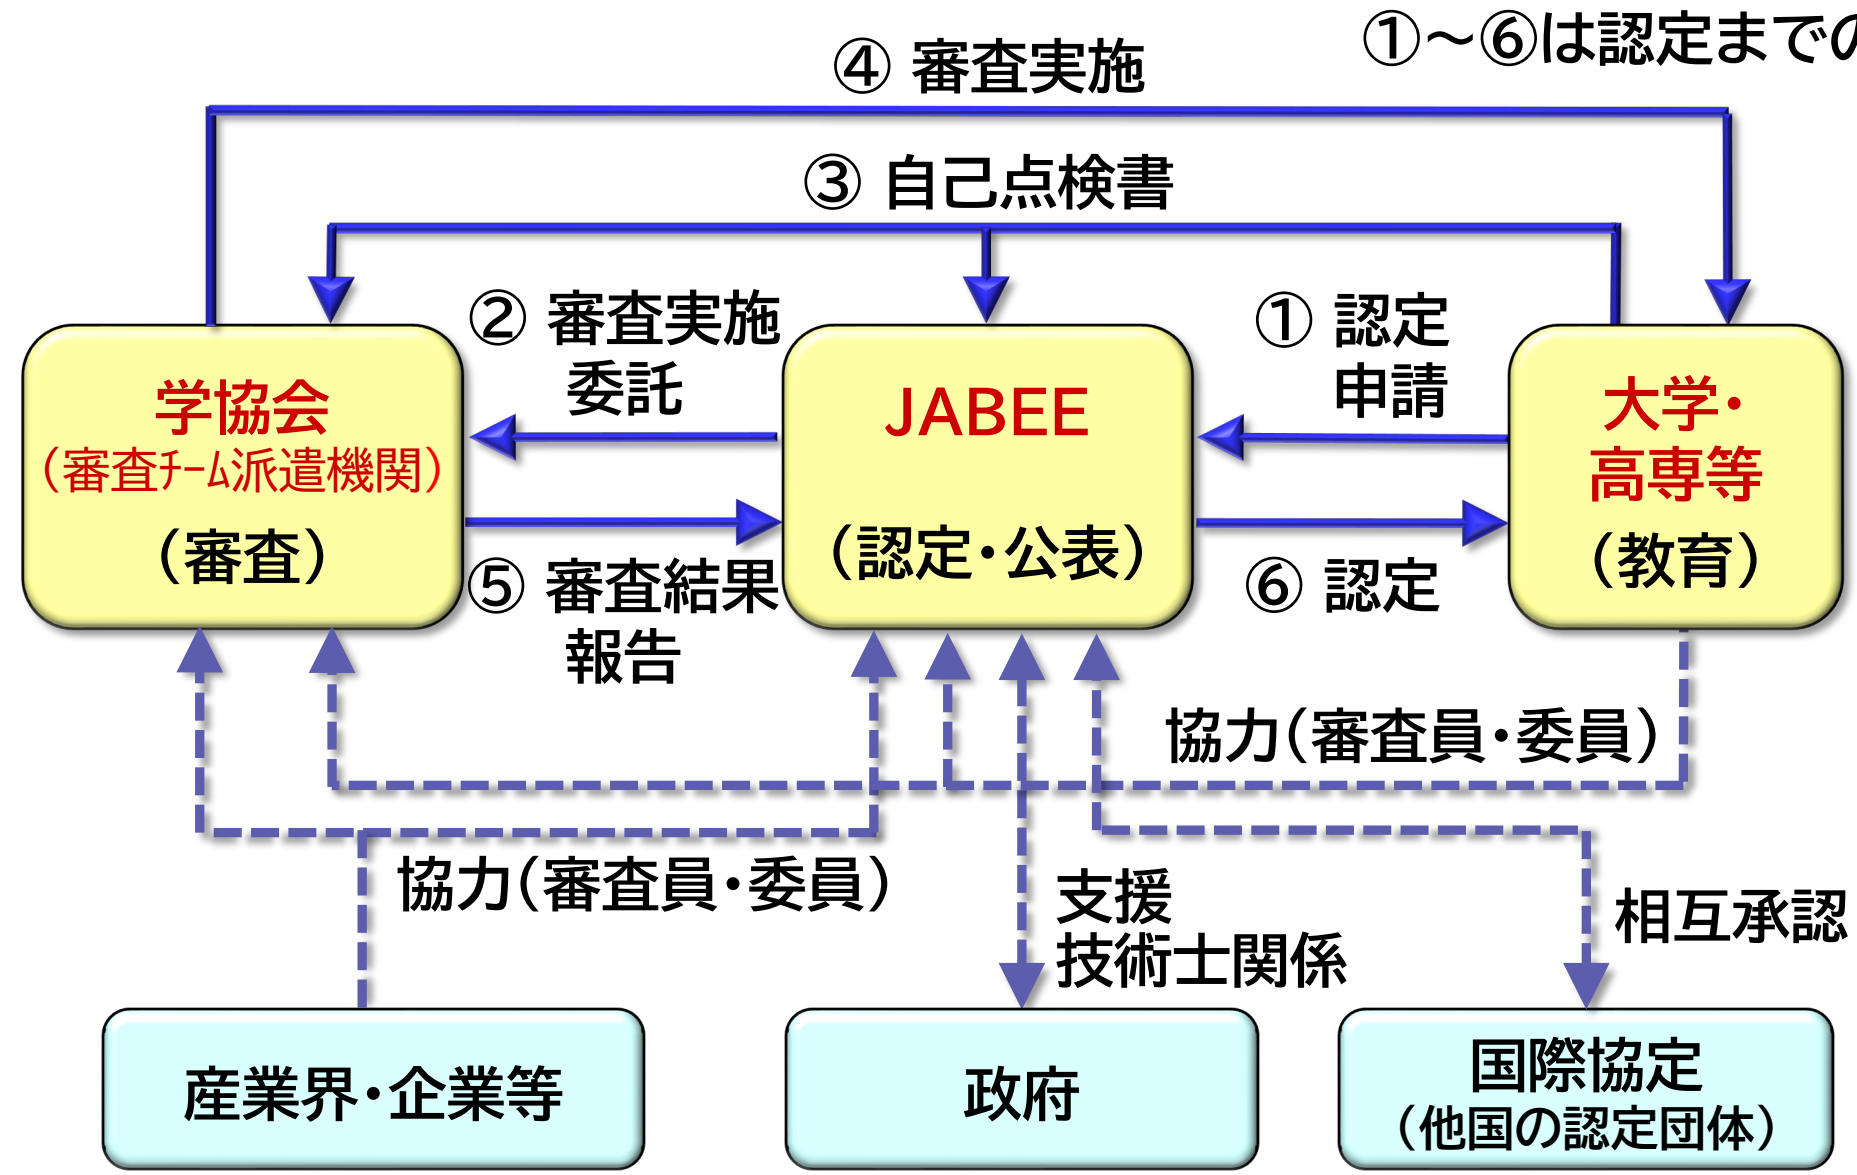 ①～⑥は認定までの
④ 審査実施
③ 自己点検書
② 審査実施
委託
① 認定
申請
学協会
（審査ﾁｰﾑ派遣機関）
（審査）
JABEE
（認定・公表）
大学・
高専等
（教育）
⑤ 審査結果
報告
⑥ 認定
協力（審査員・委員）
協力（審査員・委員）
支援
技術士関係
相互承認
産業界・企業等
政府
国際協定
（他国の認定団体）